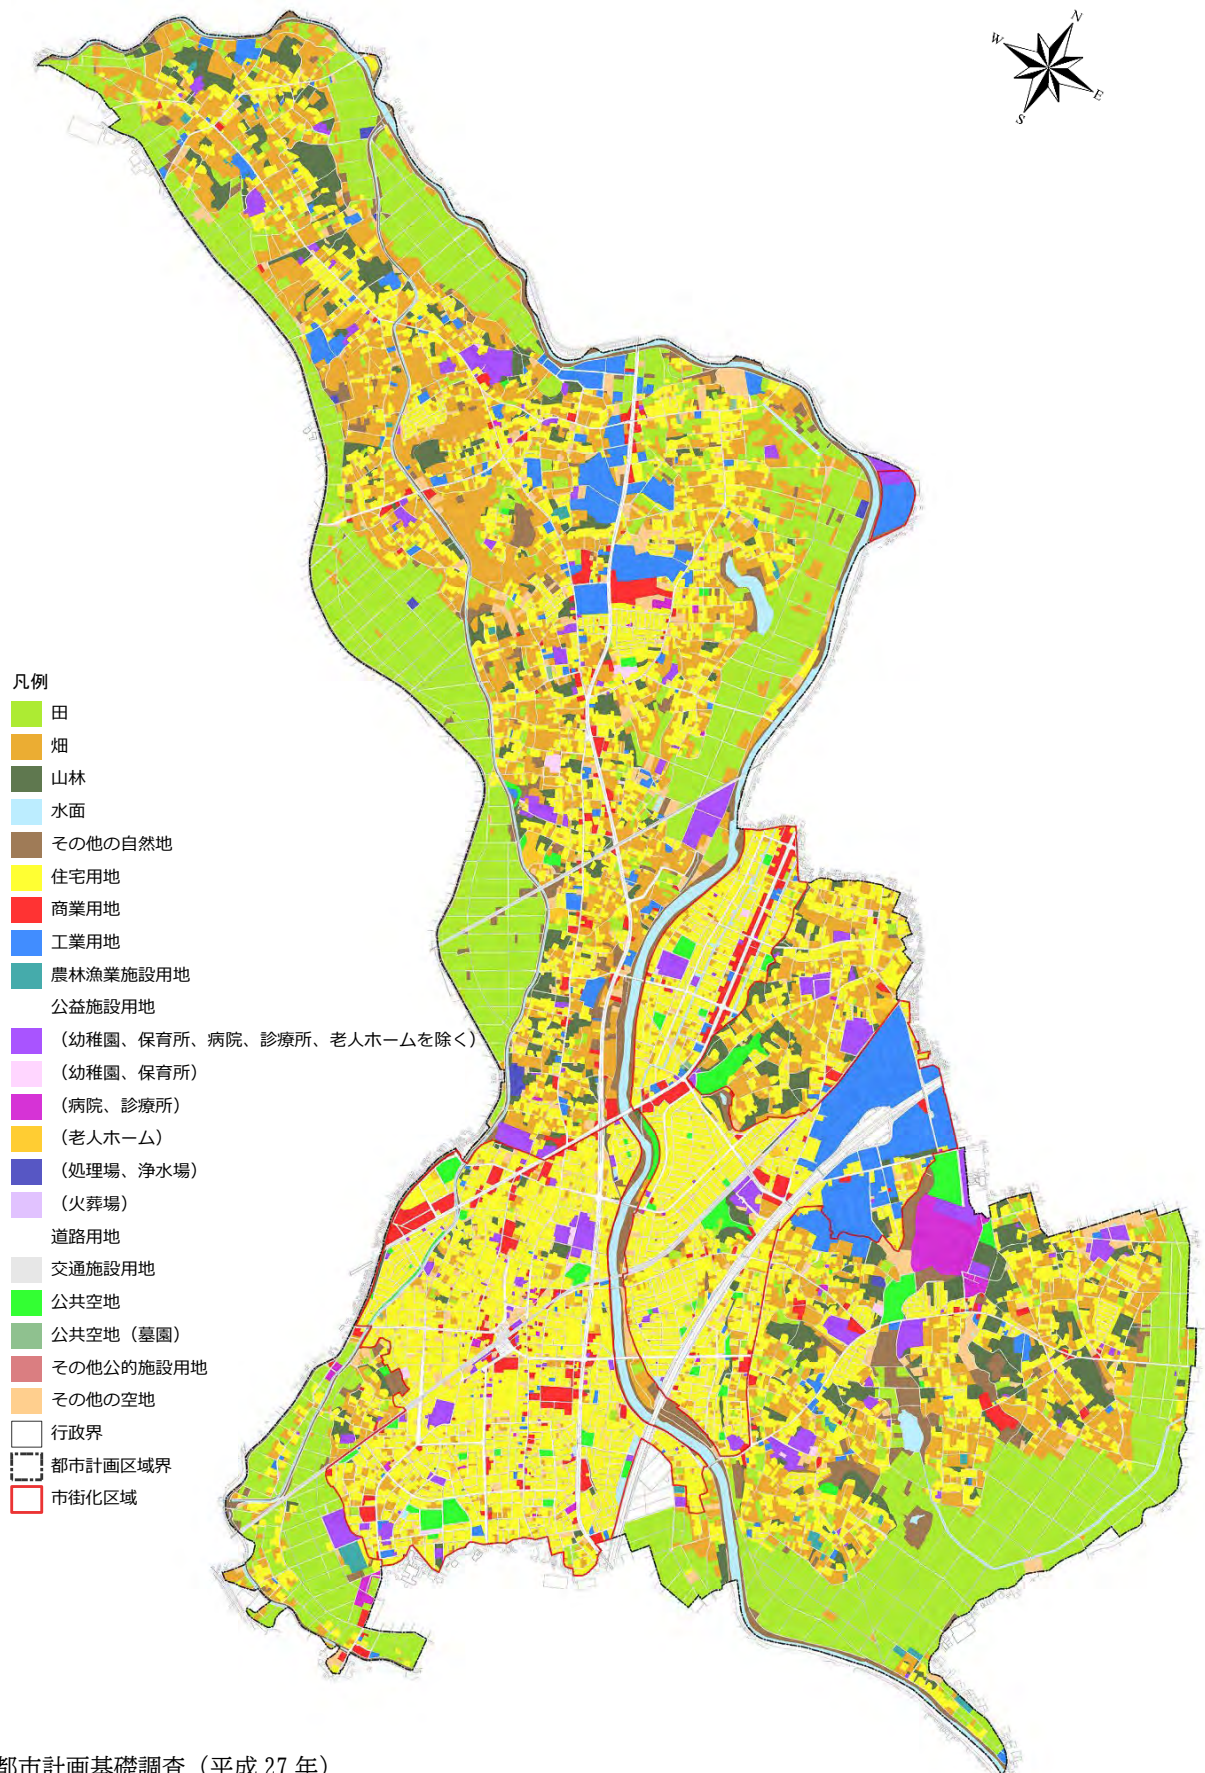 N
W
E
S
凡例
田
畑
山林
水面
その他の自然地
住宅用地
商業用地
工業用地
農林漁業施設用地
公益施設用地
（幼稚園、保育所、病院、診療所、老人ホームを除く）
（幼稚園、保育所）
（病院、診療所）
（老人ホーム）
（処理場、浄水場）
（火葬場）
道路用地
交通施設用地
公共空地
公共空地（墓園）
その他公的施設用地
その他の空地
行政界
都市計画区域界
市街化区域
都市計画基礎調査（平成 27 年）